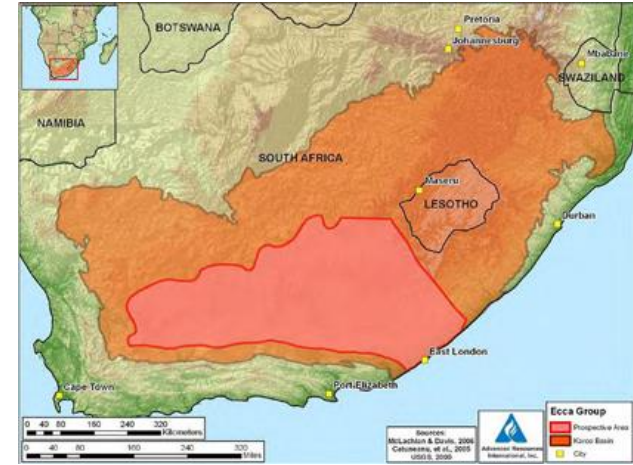 BOTSWANA
Pretoria
Johannesburg
Mbabane
SWAZILAND
NAMIBIA
SOUTH AFRICA
Maseru
LESOTHO
Durban
East London
Cape Town
Port Elizabeth
0 40 80 160 240 320
Kilometers
0 40 80 160 240 320
Miles
Sources:
McLachlan & Davis, 2006
Catuneanu, et al., 2005
USGS, 2000
Advanced Resources
International, Inc.
Ecca Group
Prospective Area
Karoo Basin
City